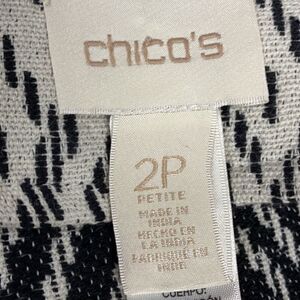 chico's
2P
PETITE
MADE IN
INDIA
HECHO EN
LA INDIA
FABRIQUÉ EN
INDE
CUERPO: